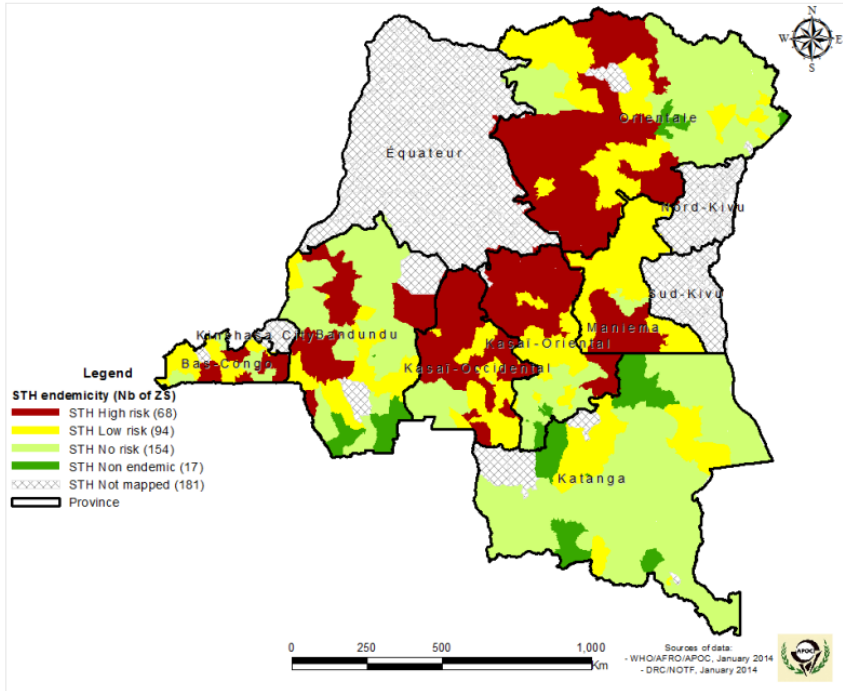 N
W E
S
Orientale
Équateur
Nord-Kivu
Sud-Kivu
Maniema
Kinshasa City
Bandundu
Kasaï-Oriental
Bas-Congo
Kasaï-Occidental
Katanga
Legend
STH endemicity (Nb of ZS)
STH High risk (68)
STH Low risk (94)
STH No risk (154)
STH Non endemic (17)
STH Not mapped (181)
Province
0 250 500 1,000
Km
Sources of data:
- WHO/AFRO/APOC, January 2014
- DRC/NOTF, January 2014
APOC